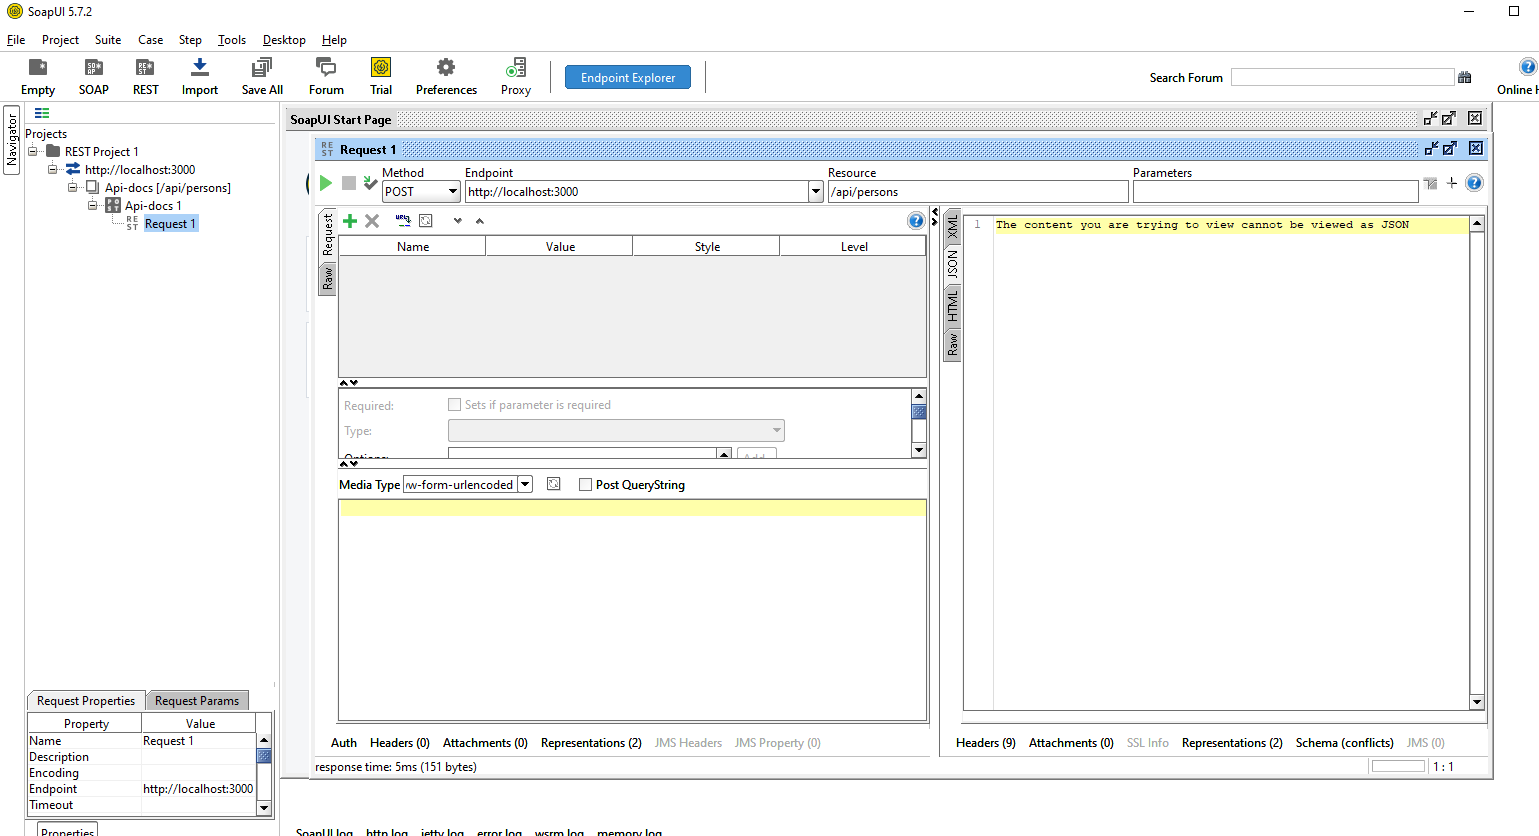 SoapUI 5.7.2
File Project Suite Case Step Tools Desktop Help
Empty SOAP REST Import Save All Forum Trial Preferences Proxy Endpoint Explorer Search Forum Online H
Navigator
Projects
REST Project 1
http://localhost:3000
Api-docs [/api/persons]
Api-docs 1
Request 1
SoapUI Start Page
Request 1
Method Endpoint Resource Parameters
POST http://localhost:3000 /api/persons
Request
Raw
Name Value Style Level
Required: Sets if parameter is required
Type:
Options: Add
Media Type w-form-urlencoded Post QueryString
XML
JSON
HTML
Raw
1 The content you are trying to view cannot be viewed as JSON
Auth Headers (0) Attachments (0) Representations (2) JMS Headers JMS Property (0)
Headers (9) Attachments (0) SSL Info Representations (2) Schema (conflicts) JMS (0)
response time: 5ms (151 bytes) 1 : 1
Request Properties Request Params
Property Value
Name Request 1
Description
Encoding
Endpoint http://localhost:3000
Timeout
Properties
SoapUI log http log jetty log error log wsrm log memory log